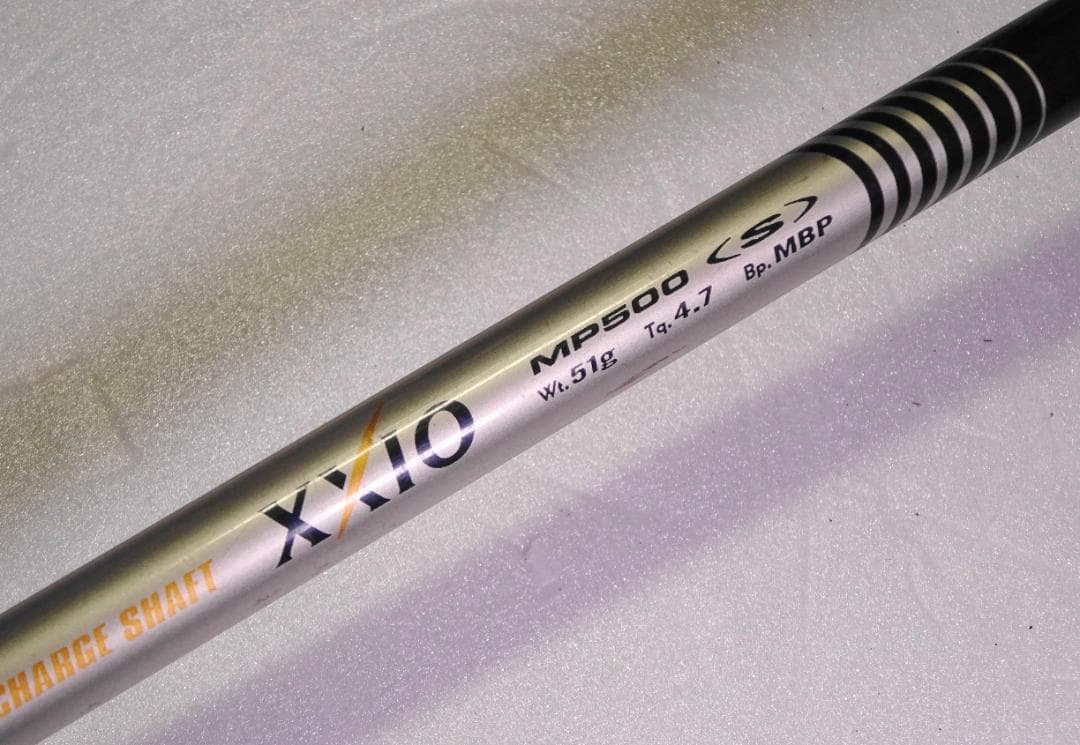 CHARGE SHAFT
XXIO
MP500 (S)
Wt. 51g Tq. 4.7 Bp. MBP